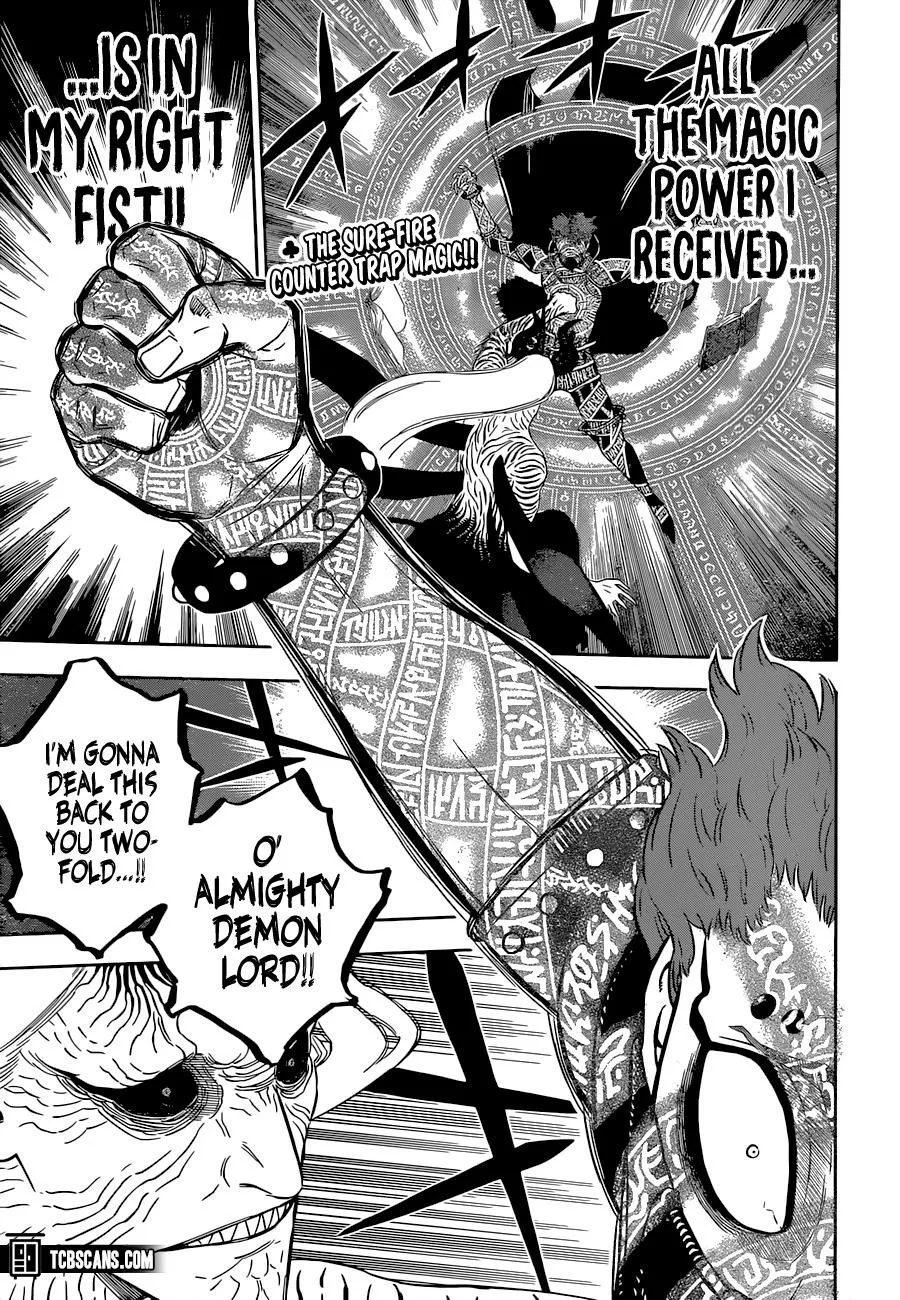 ALL
THE MAGIC
POWER I
RECEIVED...
...IS IN
MY RIGHT
FIST!!
♣ THE SURE-FIRE
COUNTER TRAP MAGIC!!
I'M GONNA
DEAL THIS
BACK TO
YOU TWO-
FOLD...!!
O'
ALMIGHTY
DEMON
LORD!!
TCBSCANS.COM